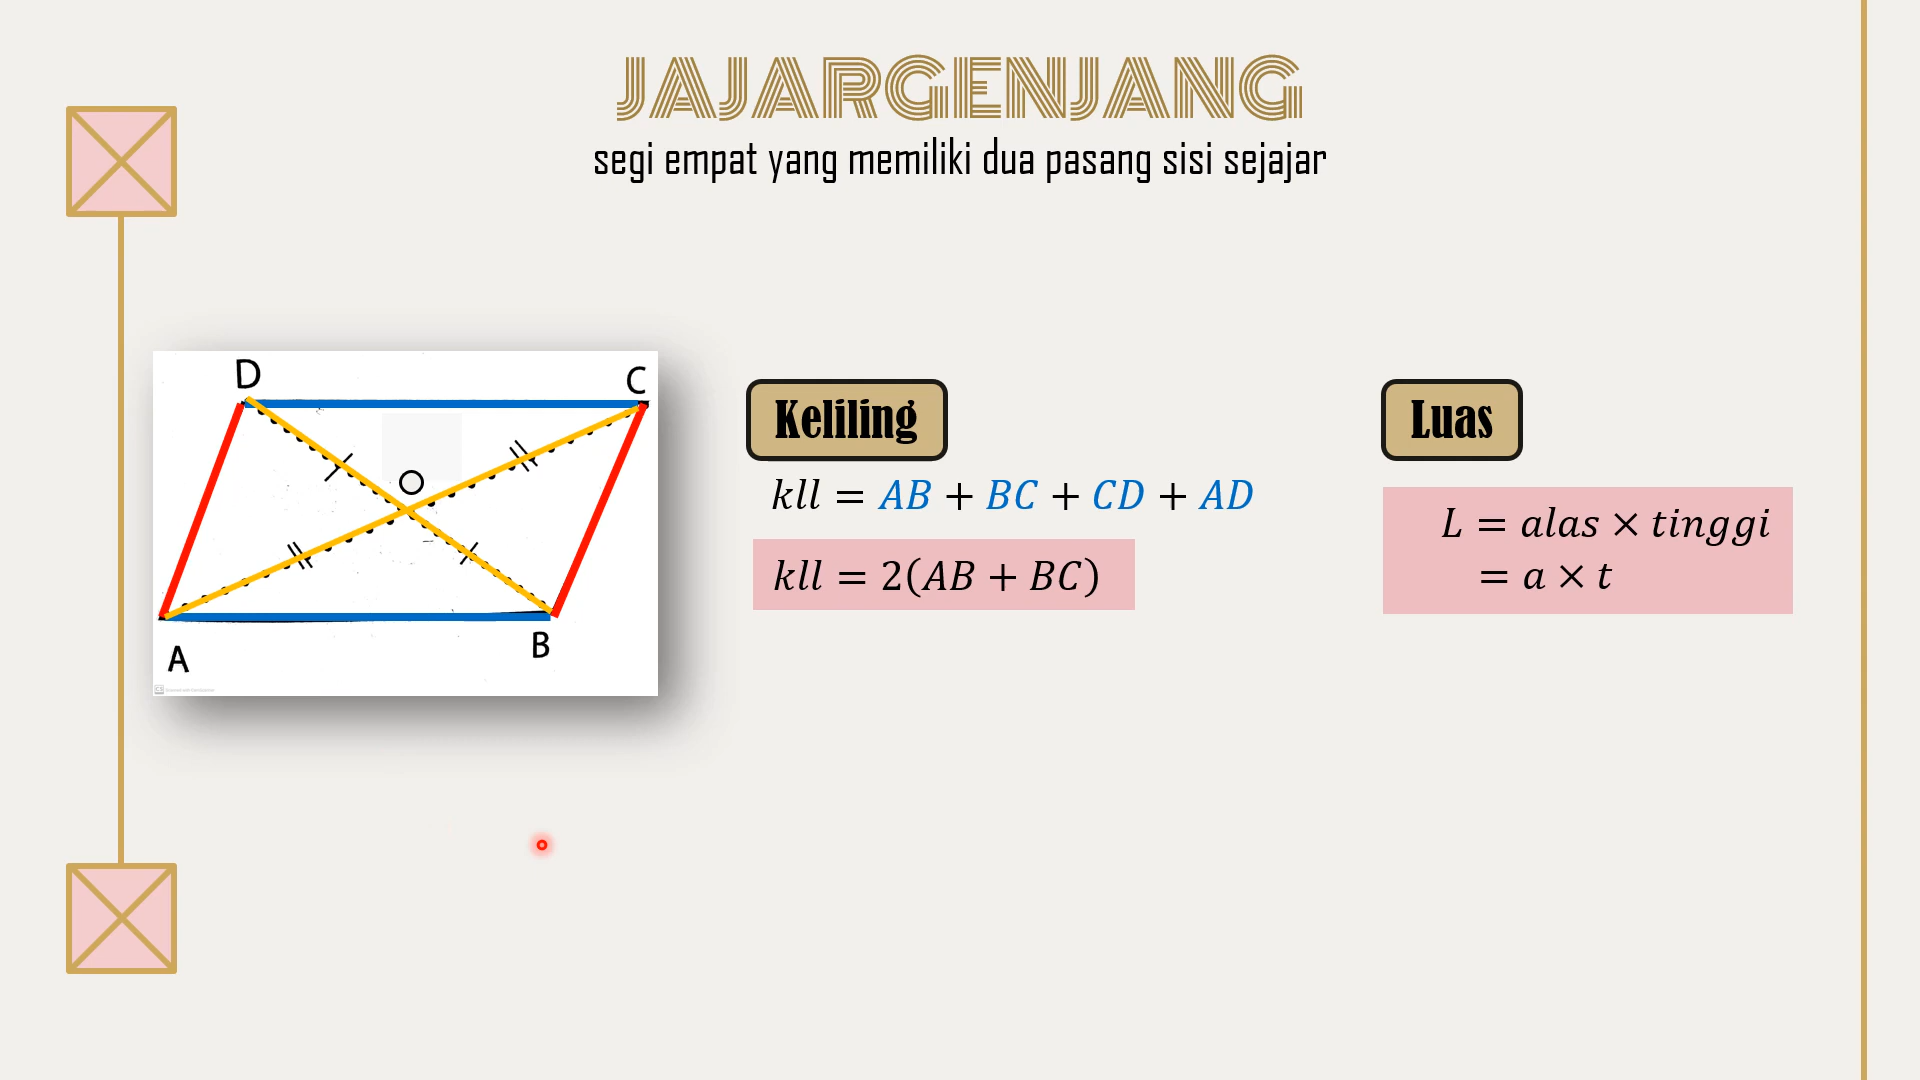 JAJARGENJANG
segi empat yang memiliki dua pasang sisi sejajar
D
C
O
A
B
Keliling
kll = AB + BC + CD + AD
kll = 2(AB + BC)
Luas
L = alas × tinggi
= a × t